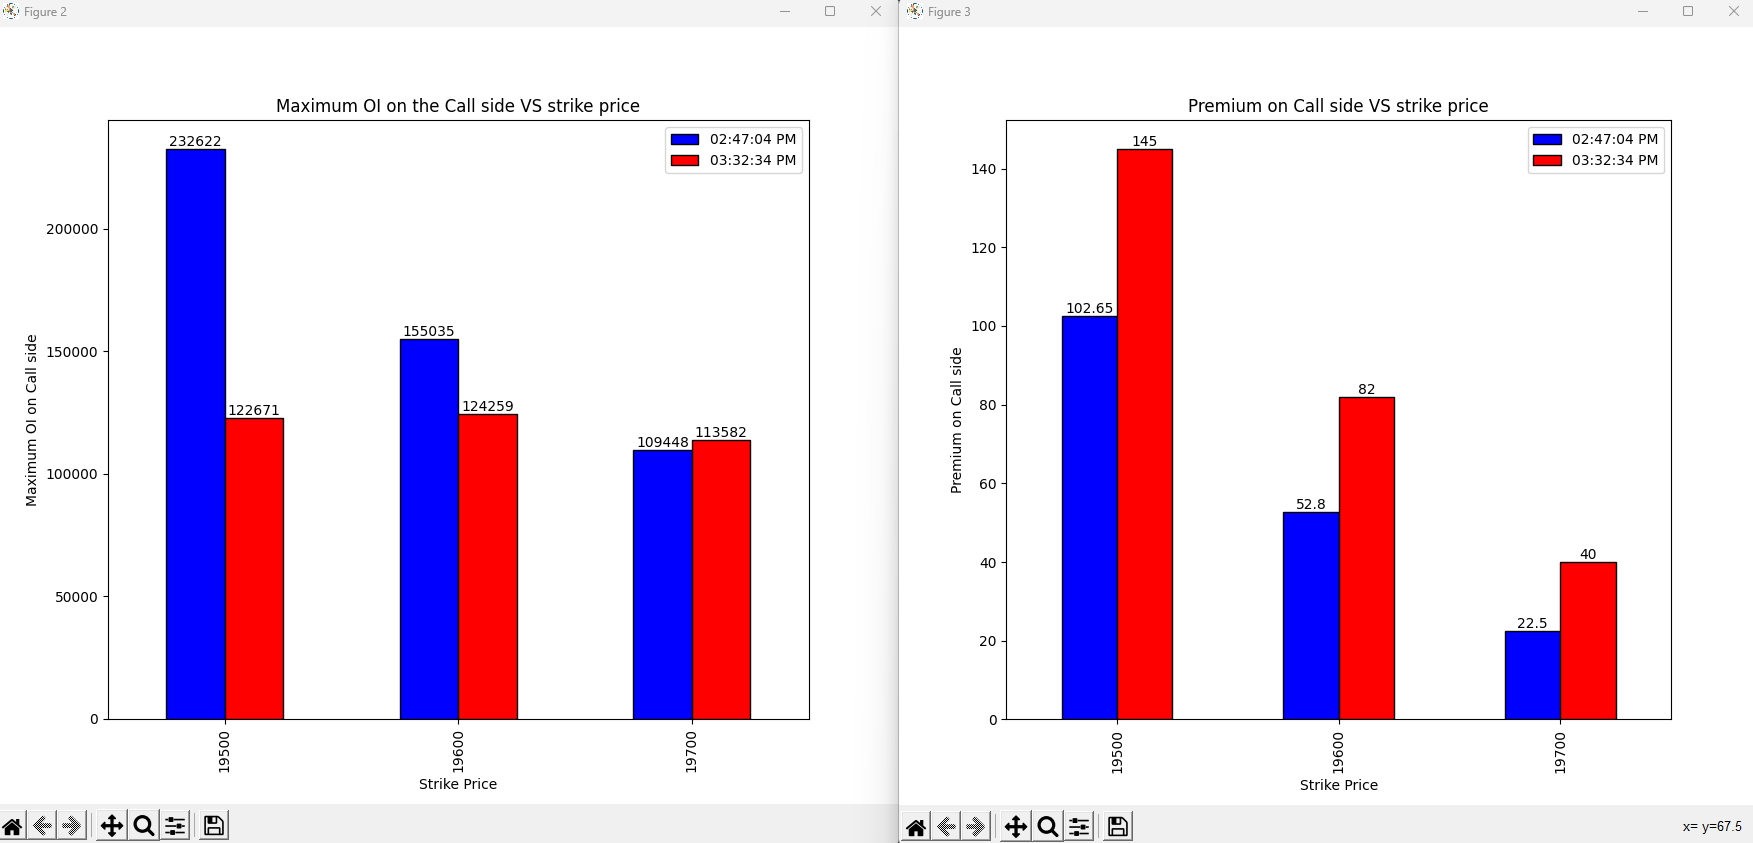 Figure 2
Maximum OI on the Call side VS strike price
02:47:04 PM
03:32:34 PM
Maximum OI on Call side
200000
150000
100000
50000
0
232622
122671
155035
124259
109448
113582
19500
19600
19700
Strike Price
Figure 3
Premium on Call side VS strike price
02:47:04 PM
03:32:34 PM
Premium on Call side
140
120
100
80
60
40
20
0
102.65
145
52.8
82
22.5
40
19500
19600
19700
Strike Price
x= y=67.5